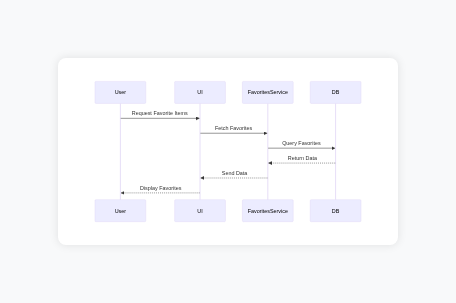 User
UI
FavoritesService
DB
Request Favorite Items
Fetch Favorites
Query Favorites
Return Data
Send Data
Display Favorites
User
UI
FavoritesService
DB